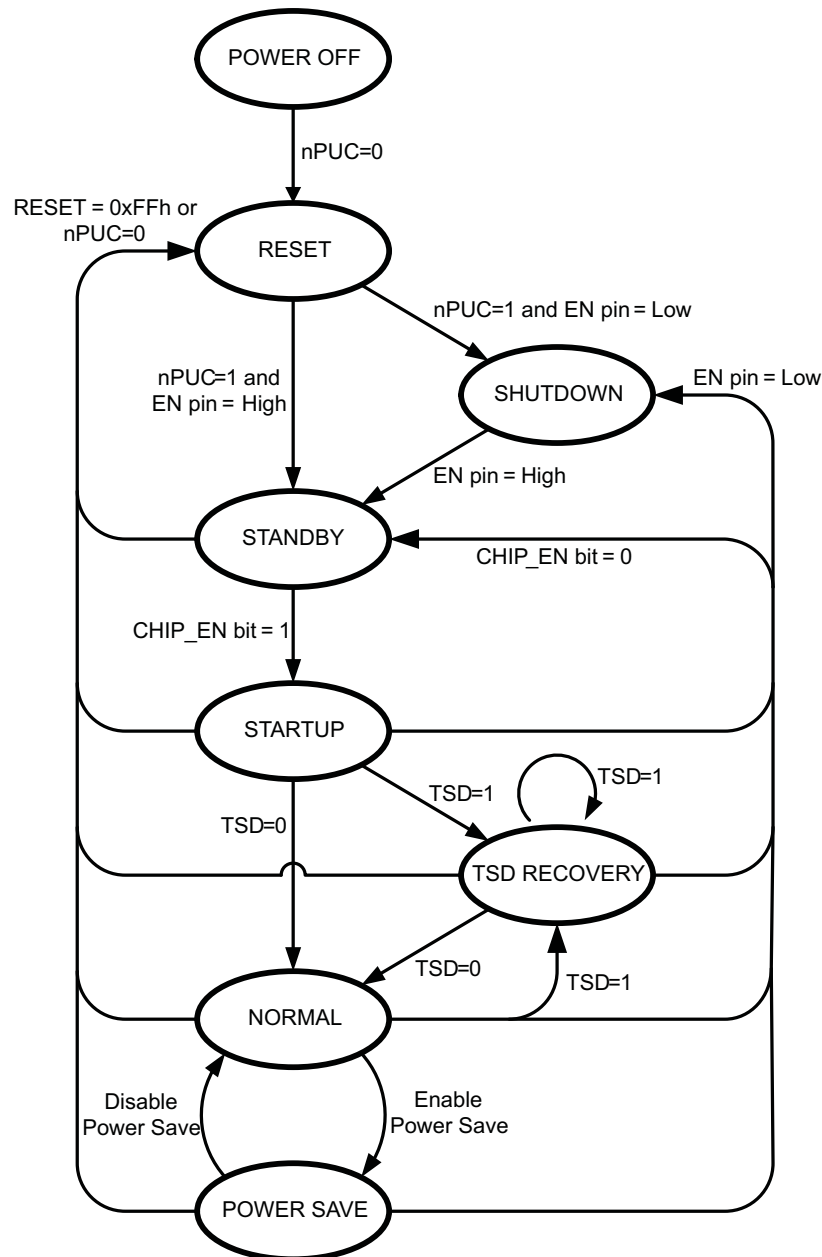 POWER OFF
nPUC=0
RESET = 0xFFh or
nPUC=0
RESET
nPUC=1 and EN pin = Low
nPUC=1 and
EN pin = High
SHUTDOWN
EN pin = Low
EN pin = High
STANDBY
CHIP_EN bit = 0
CHIP_EN bit = 1
STARTUP
TSD=1
TSD=1
TSD=0
TSD RECOVERY
TSD=0
TSD=1
NORMAL
Disable
Power Save
Enable
Power Save
POWER SAVE